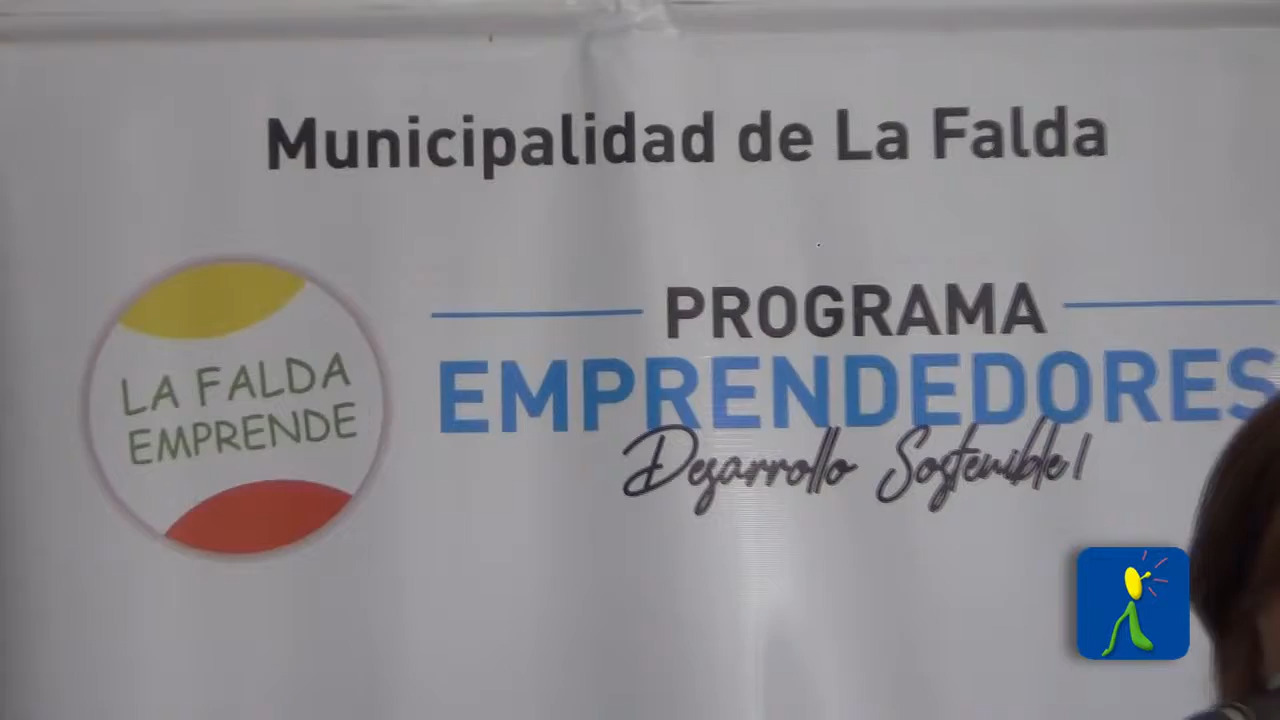 Municipalidad de La Falda
LA FALDA
EMPRENDE
PROGRAMA
EMPRENDEDORES
Desarrollo Sostenible